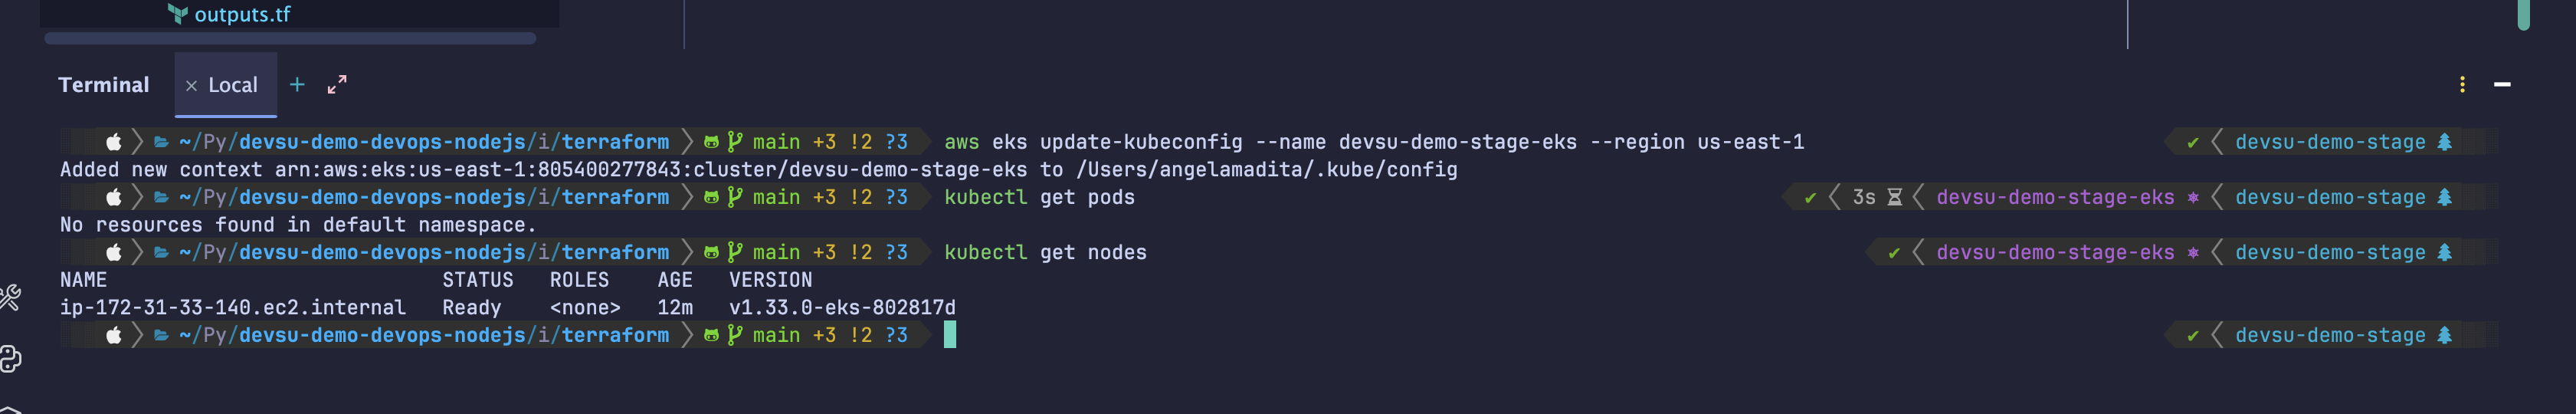 outputs.tf
Terminal Local
~/Py/devsu-demo-devops-nodejs/i/terraform main +3 !2 ?3 aws eks update-kubeconfig --name devsu-demo-stage-eks --region us-east-1 ✔ devsu-demo-stage
Added new context arn:aws:eks:us-east-1:805400277843:cluster/devsu-demo-stage-eks to /Users/angelamadita/.kube/config
~/Py/devsu-demo-devops-nodejs/i/terraform main +3 !2 ?3 kubectl get pods ✔ 3s devsu-demo-stage-eks devsu-demo-stage
No resources found in default namespace.
~/Py/devsu-demo-devops-nodejs/i/terraform main +3 !2 ?3 kubectl get nodes ✔ devsu-demo-stage-eks devsu-demo-stage
NAME STATUS ROLES AGE VERSION
ip-172-31-33-140.ec2.internal Ready <none> 12m v1.33.0-eks-802817d
~/Py/devsu-demo-devops-nodejs/i/terraform main +3 !2 ?3 ✔ devsu-demo-stage